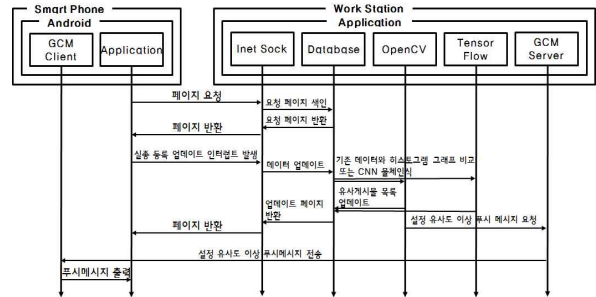 Smart Phone
Work Station
Android
Application
GCM Client
Application
Inet Sock
Database
OpenCV
Tensor Flow
GCM Server
페이지 요청
요청 페이지 색인
요청 페이지 반환
페이지 반환
실종 등록 업데이트 인터럽트 발생
데이터 업데이트
기존 데이터와 히스토그램 그래프 비교
또는 CNN 물체인식
유사게시물 목록
업데이트
업데이트 페이지
반환
페이지 반환
설정 유사도 이상 푸시 메시지 요청
설정 유사도 이상 푸시메시지 전송
푸시메시지 출력